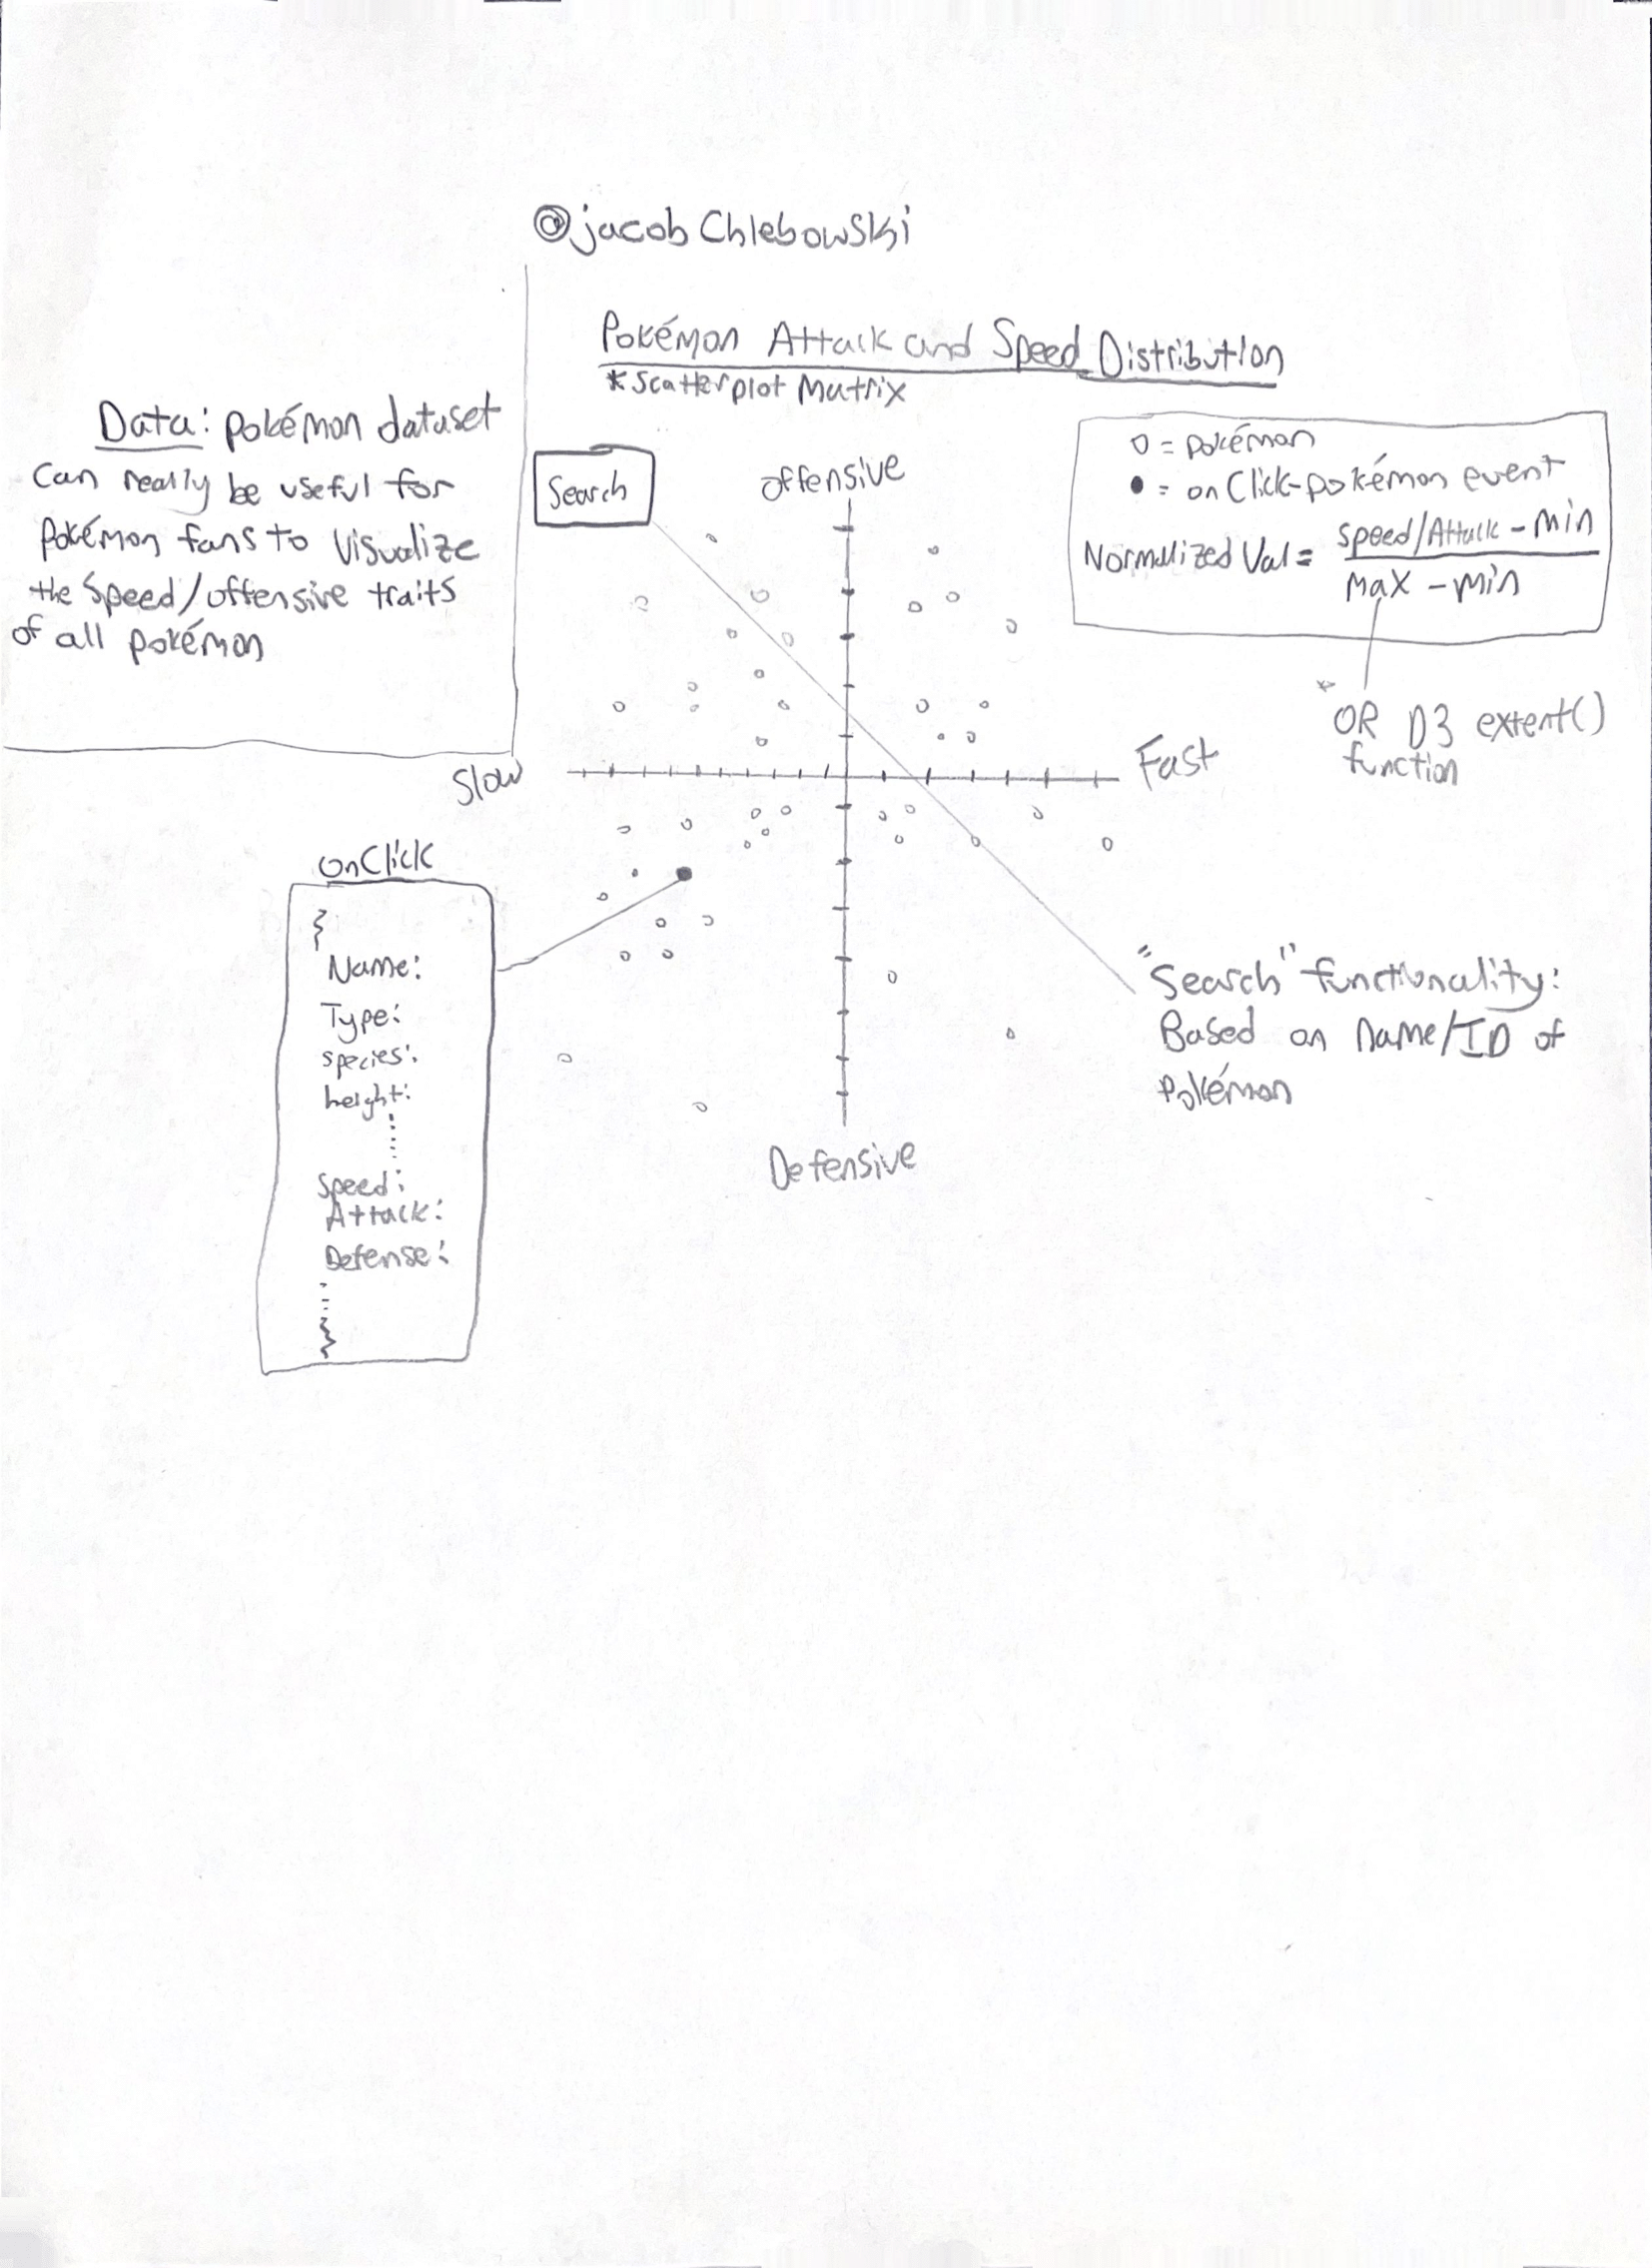 @jacobChlebowski
Pokémon Attack and Speed Distribution
*Scatterplot Matrix
Data: pokémon dataset
can really be useful for
pokémon fans to visualize
the speed/offensive traits
of all pokémon
Search
offensive
O = pokémon
● = onClick-pokémon event
Normalized Val = speed/Attack - min
max - min
*OR D3 extent()
function
Slow
Fast
onClick
{
Name:
Type:
species:
height:
Speed:
Attack:
Defense:
}
"Search" functionality:
Based on name/ID of
pokémon
Defensive